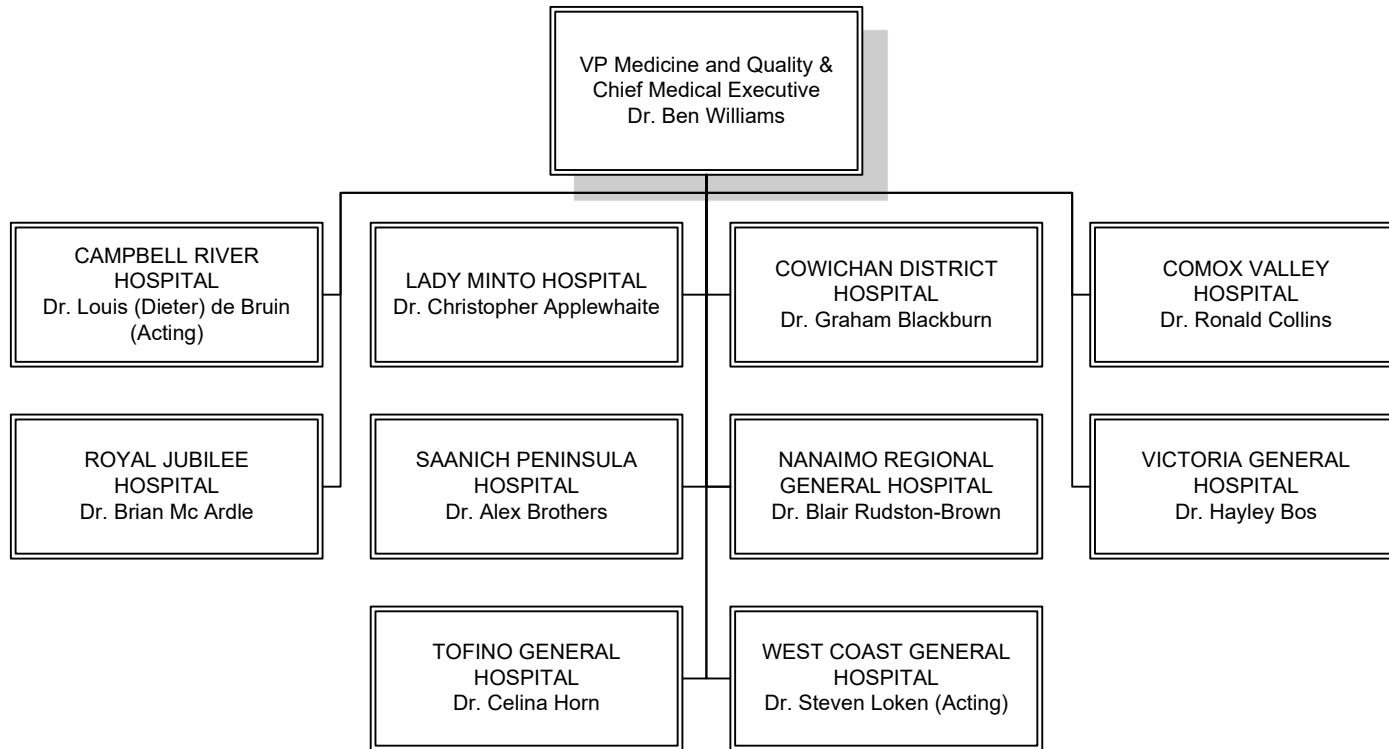 VP Medicine and Quality &
Chief Medical Executive
Dr. Ben Williams
CAMPBELL RIVER
HOSPITAL
Dr. Louis (Dieter) de Bruin
(Acting)
LADY MINTO HOSPITAL
Dr. Christopher Applewhaite
COWICHAN DISTRICT
HOSPITAL
Dr. Graham Blackburn
COMOX VALLEY
HOSPITAL
Dr. Ronald Collins
ROYAL JUBILEE
HOSPITAL
Dr. Brian Mc Ardle
SAANICH PENINSULA
HOSPITAL
Dr. Alex Brothers
NANAIMO REGIONAL
GENERAL HOSPITAL
Dr. Blair Rudston-Brown
VICTORIA GENERAL
HOSPITAL
Dr. Hayley Bos
TOFINO GENERAL
HOSPITAL
Dr. Celina Horn
WEST COAST GENERAL
HOSPITAL
Dr. Steven Loken (Acting)